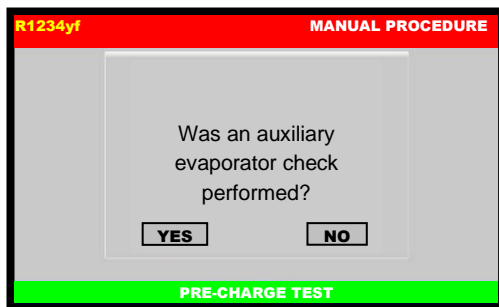 R1234yf MANUAL PROCEDURE
Was an auxiliary
evaporator check
performed?
YES NO
PRE-CHARGE TEST